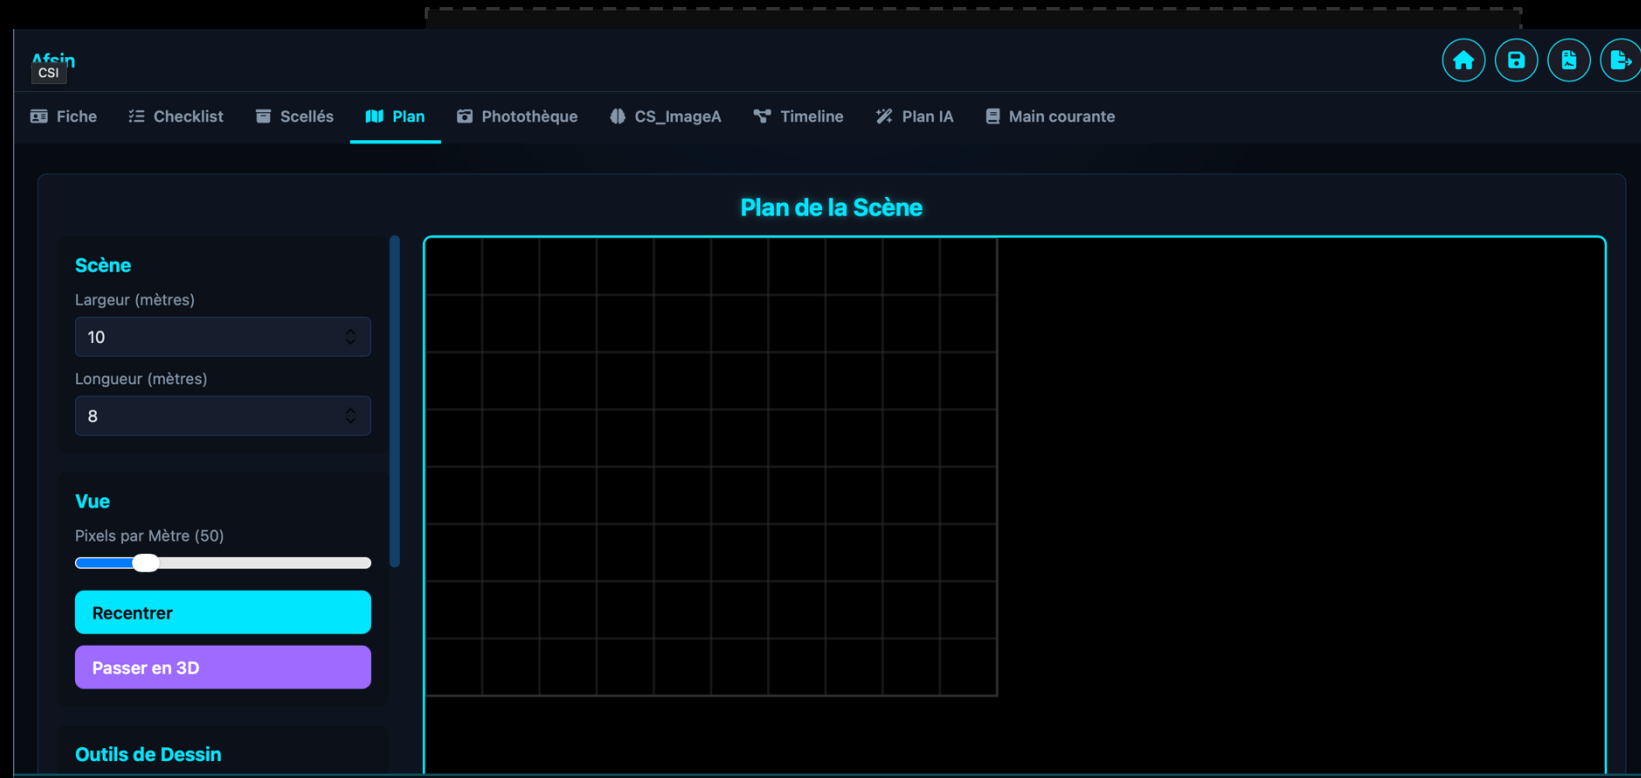 Afsin
CSI
Fiche
Checklist
Scellés
Plan
Photothèque
CS_ImageA
Timeline
Plan IA
Main courante
Plan de la Scène
Scène
Largeur (mètres)
10
Longueur (mètres)
8
Vue
Pixels par Mètre (50)
Recentrer
Passer en 3D
Outils de Dessin